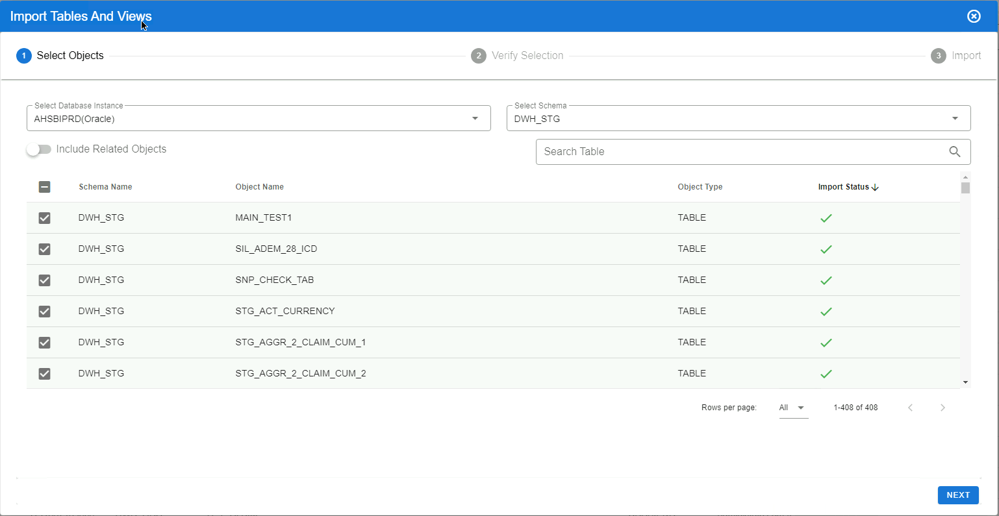 Import Tables And Views
1 Select Objects 2 Verify Selection 3 Import
Select Database Instance Select Schema
AHSBIPRD(Oracle) DWH_STG
Include Related Objects Search Table
Schema Name Object Name Object Type Import Status
DWH_STG MAIN_TEST1 TABLE
DWH_STG SIL_ADEM_28_ICD TABLE
DWH_STG SNP_CHECK_TAB TABLE
DWH_STG STG_ACT_CURRENCY TABLE
DWH_STG STG_AGGR_2_CLAIM_CUM_1 TABLE
DWH_STG STG_AGGR_2_CLAIM_CUM_2 TABLE
Rows per page: All 1-408 of 408
NEXT